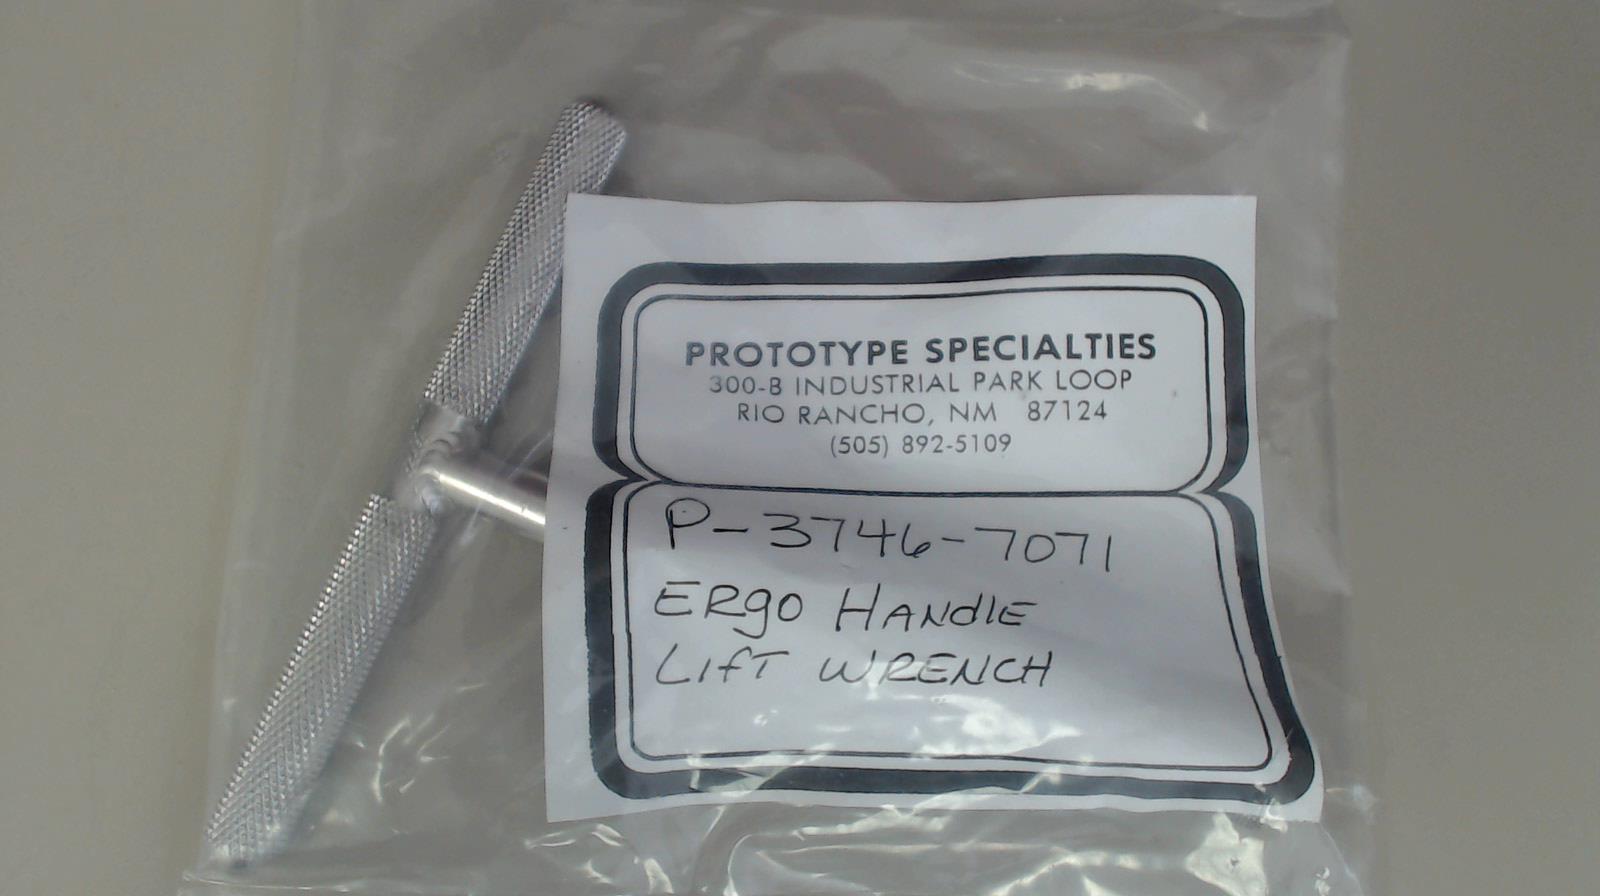 PROTOTYPE SPECIALTIES
300-B INDUSTRIAL PARK LOOP
RIO RANCHO, NM 87124
(505) 892-5109
P-3746-7071
ERgo HANdlE
LifT WRENCH